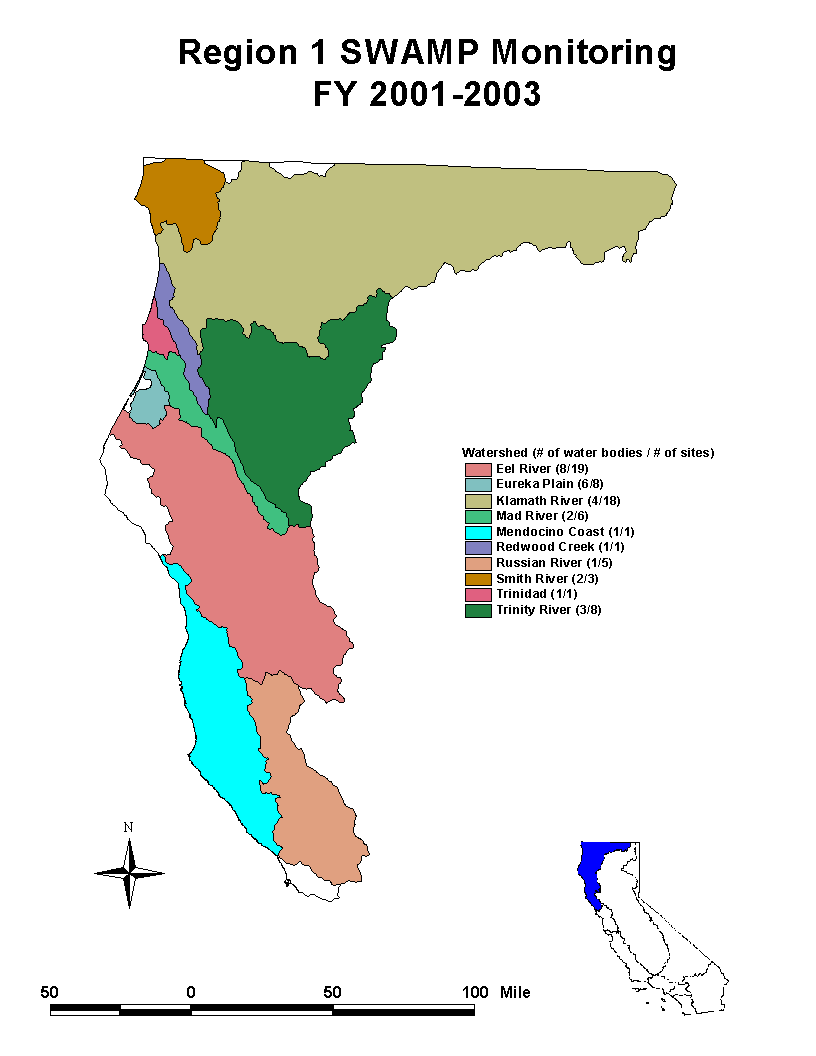 Region 1 SWAMP Monitoring
FY 2001-2003
Watershed (# of water bodies / # of sites)
Eel River (8/19)
Eureka Plain (6/8)
Klamath River (4/18)
Mad River (2/6)
Mendocino Coast (1/1)
Redwood Creek (1/1)
Russian River (1/5)
Smith River (2/3)
Trinidad (1/1)
Trinity River (3/8)
N
50 0 50 100 Mile